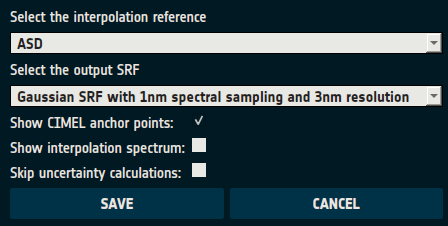 Select the interpolation reference
ASD
Select the output SRF
Gaussian SRF with 1nm spectral sampling and 3nm resolution
Show CIMEL anchor points: ✓
Show interpolation spectrum:
Skip uncertainty calculations:
SAVE CANCEL